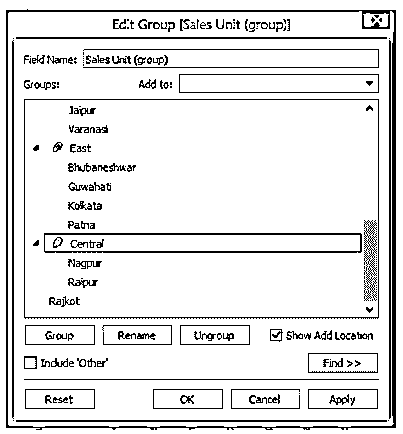 Edit Group [Sales Unit (group)]
Field Name: Sales Unit (group)
Groups: Add to:
Jaipur
Varanasi
East
Bhubaneshwar
Guwahati
Kolkata
Patna
Central
Nagpur
Raipur
Rajkot
Group Rename Ungroup Show Add Location
Include 'Other' Find >>
Reset OK Cancel Apply